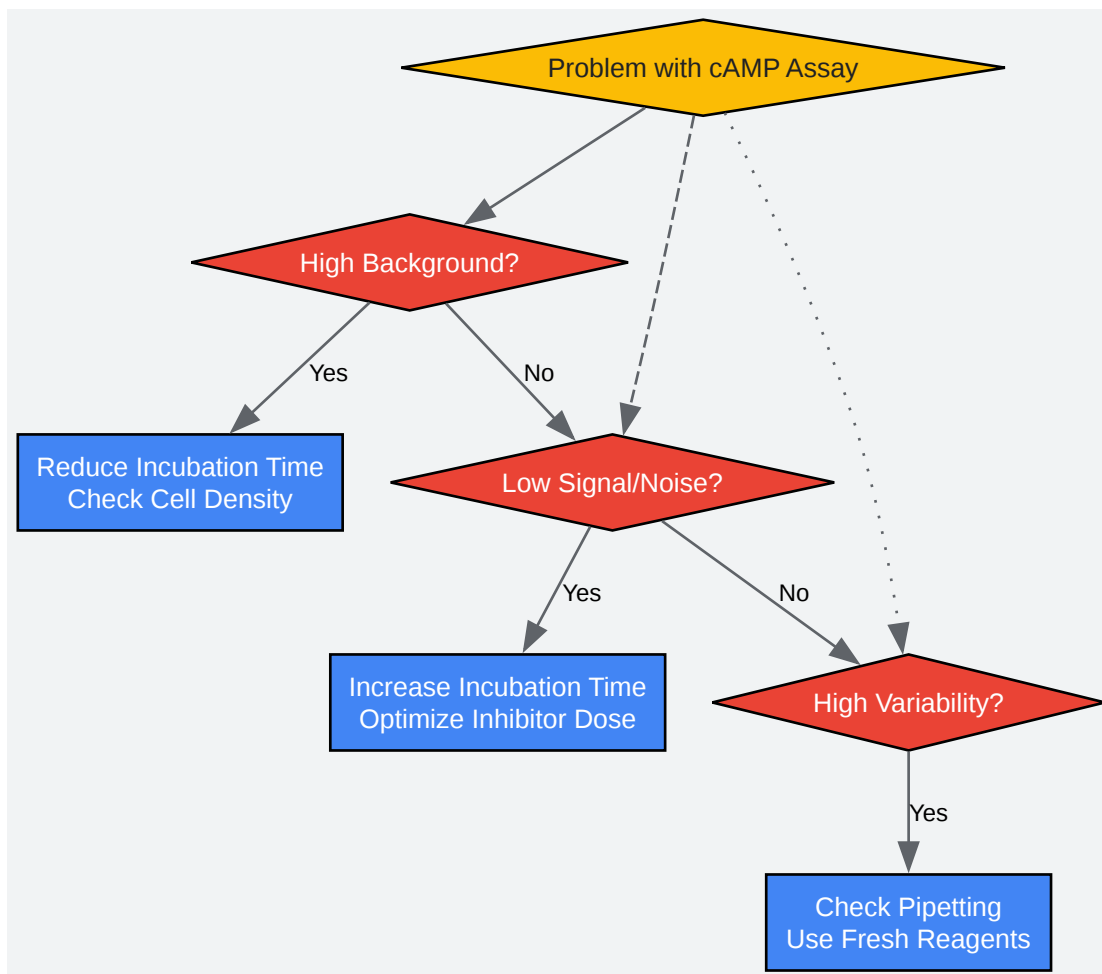 Problem with cAMP Assay
High Background?
Yes
No
Reduce Incubation Time
Check Cell Density
Low Signal/Noise?
Yes
No
Increase Incubation Time
Optimize Inhibitor Dose
High Variability?
Yes
Check Pipetting
Use Fresh Reagents